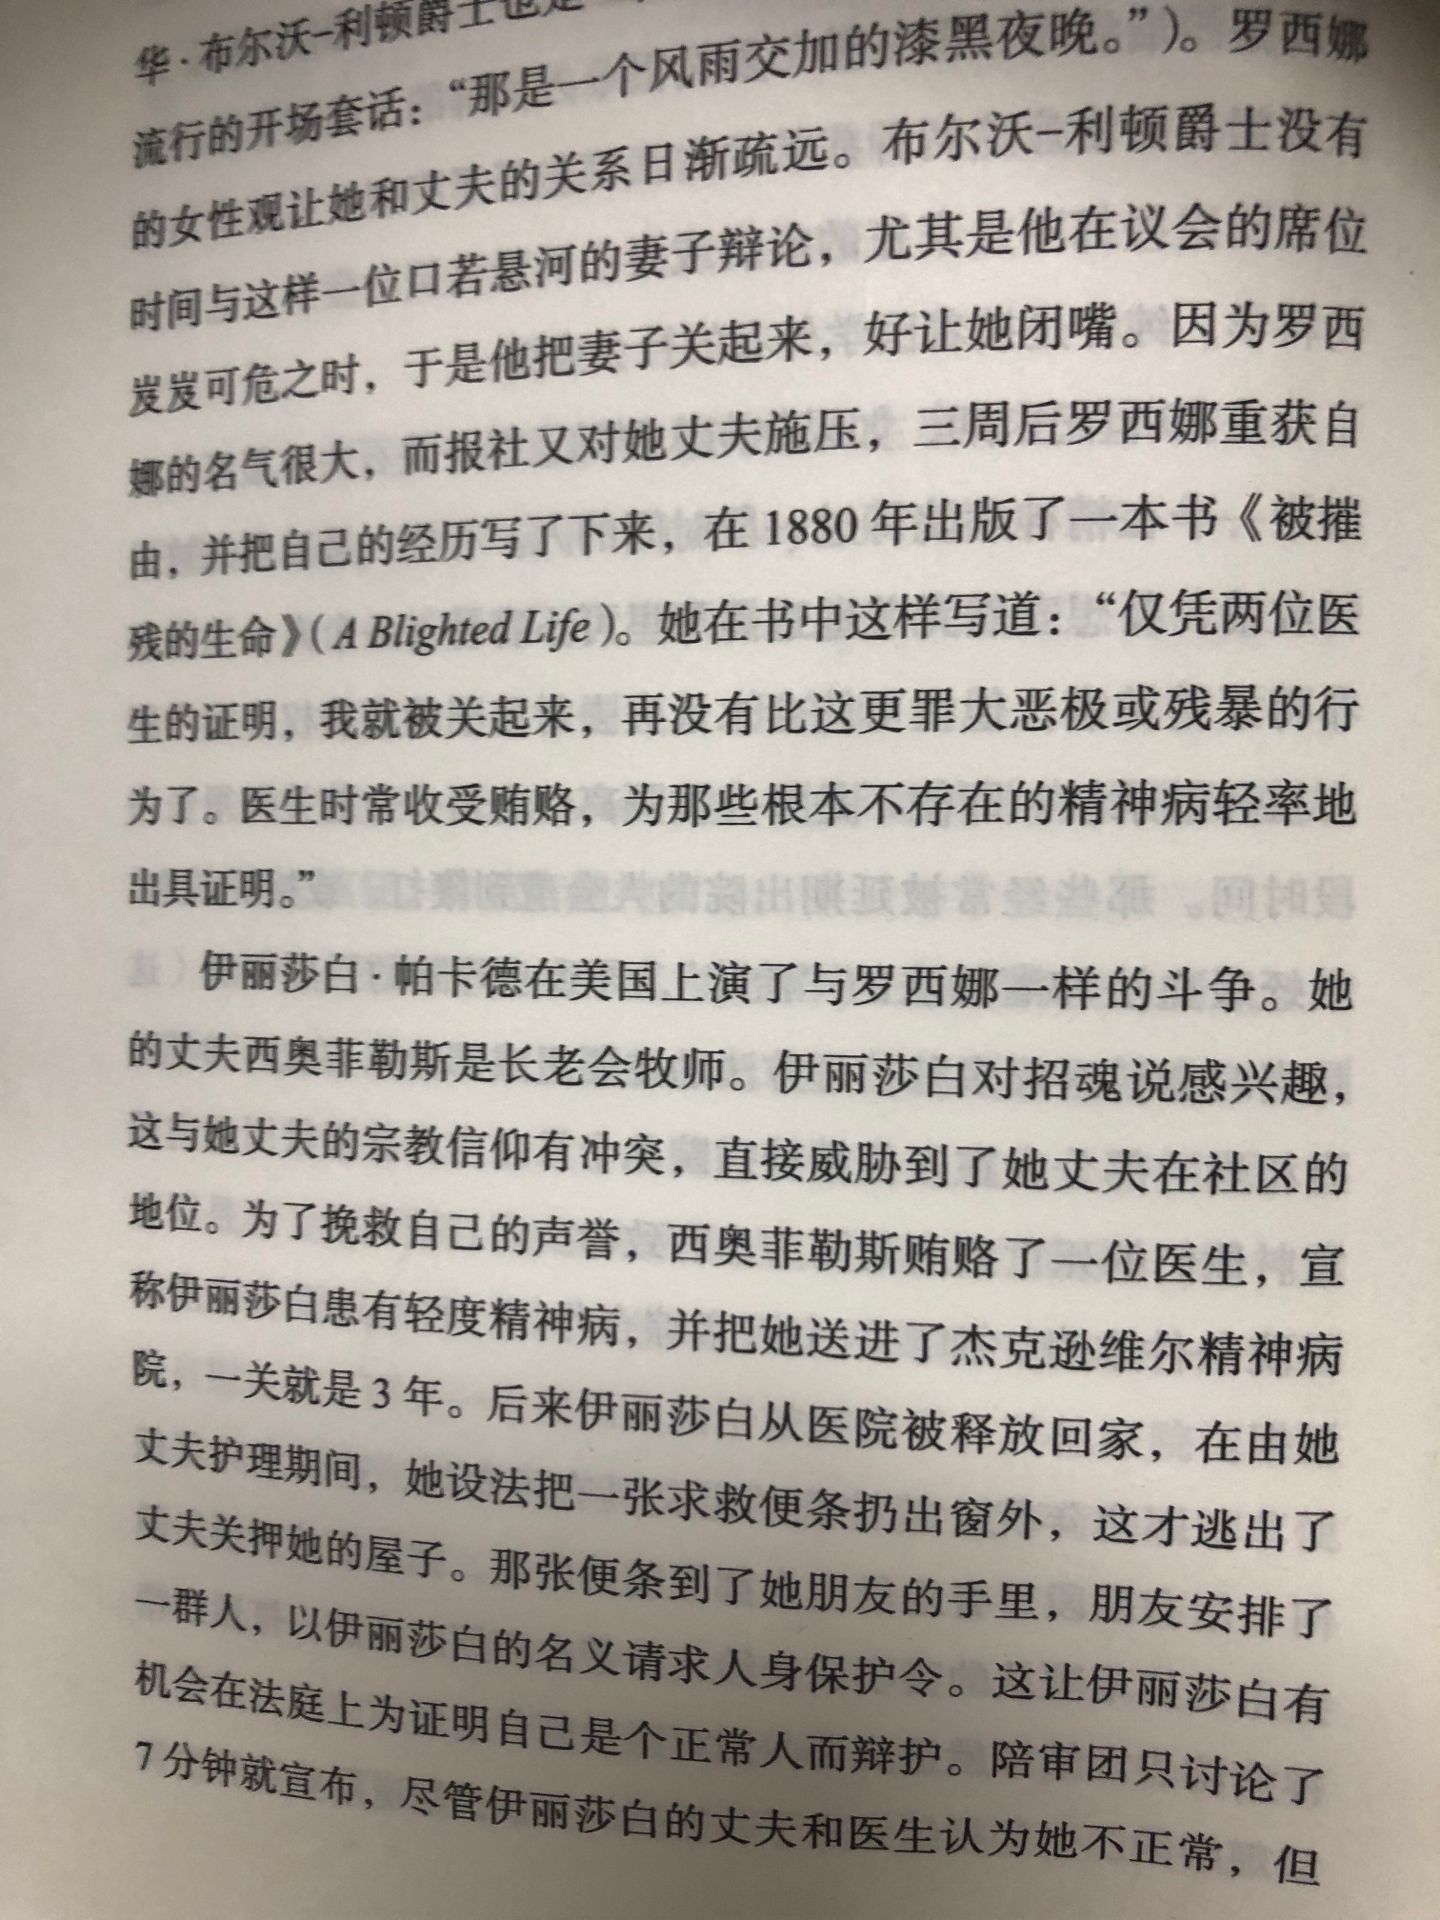 华·布尔沃-利顿爵士也是
流行的开场套话：“那是一个风雨交加的漆黑夜晚。”）。罗西娜
的女性观让她和丈夫的关系日渐疏远。布尔沃-利顿爵士没有
时间与这样一位口若悬河的妻子辩论，尤其是他在议会的席位
岌岌可危之时，于是他把妻子关起来，好让她闭嘴。因为罗西
娜的名气很大，而报社又对她丈夫施压，三周后罗西娜重获自
由，并把自己的经历写了下来，在 1880 年出版了一本书《被摧
残的生命》（A Blighted Life）。她在书中这样写道：“仅凭两位医
生的证明，我就被关起来，再没有比这更罪大恶极或残暴的行
为了。医生时常收受贿赂，为那些根本不存在的精神病轻率地
出具证明。”
伊丽莎白·帕卡德在美国上演了与罗西娜一样的斗争。她
的丈夫西奥菲勒斯是长老会牧师。伊丽莎白对招魂说感兴趣，
这与她丈夫的宗教信仰有冲突，直接威胁到了她丈夫在社区的
地位。为了挽救自己的声誉，西奥菲勒斯贿赂了一位医生，宣
称伊丽莎白患有轻度精神病，并把她送进了杰克逊维尔精神病
院，一关就是 3 年。后来伊丽莎白从医院被释放回家，在由她
丈夫护理期间，她设法把一张求救便条扔出窗外，这才逃出了
丈夫关押她的屋子。那张便条到了她朋友的手里，朋友安排了
一群人，以伊丽莎白的名义请求人身保护令。这让伊丽莎白有
机会在法庭上为证明自己是个正常人而辩护。陪审团只讨论了
7 分钟就宣布，尽管伊丽莎白的丈夫和医生认为她不正常，但